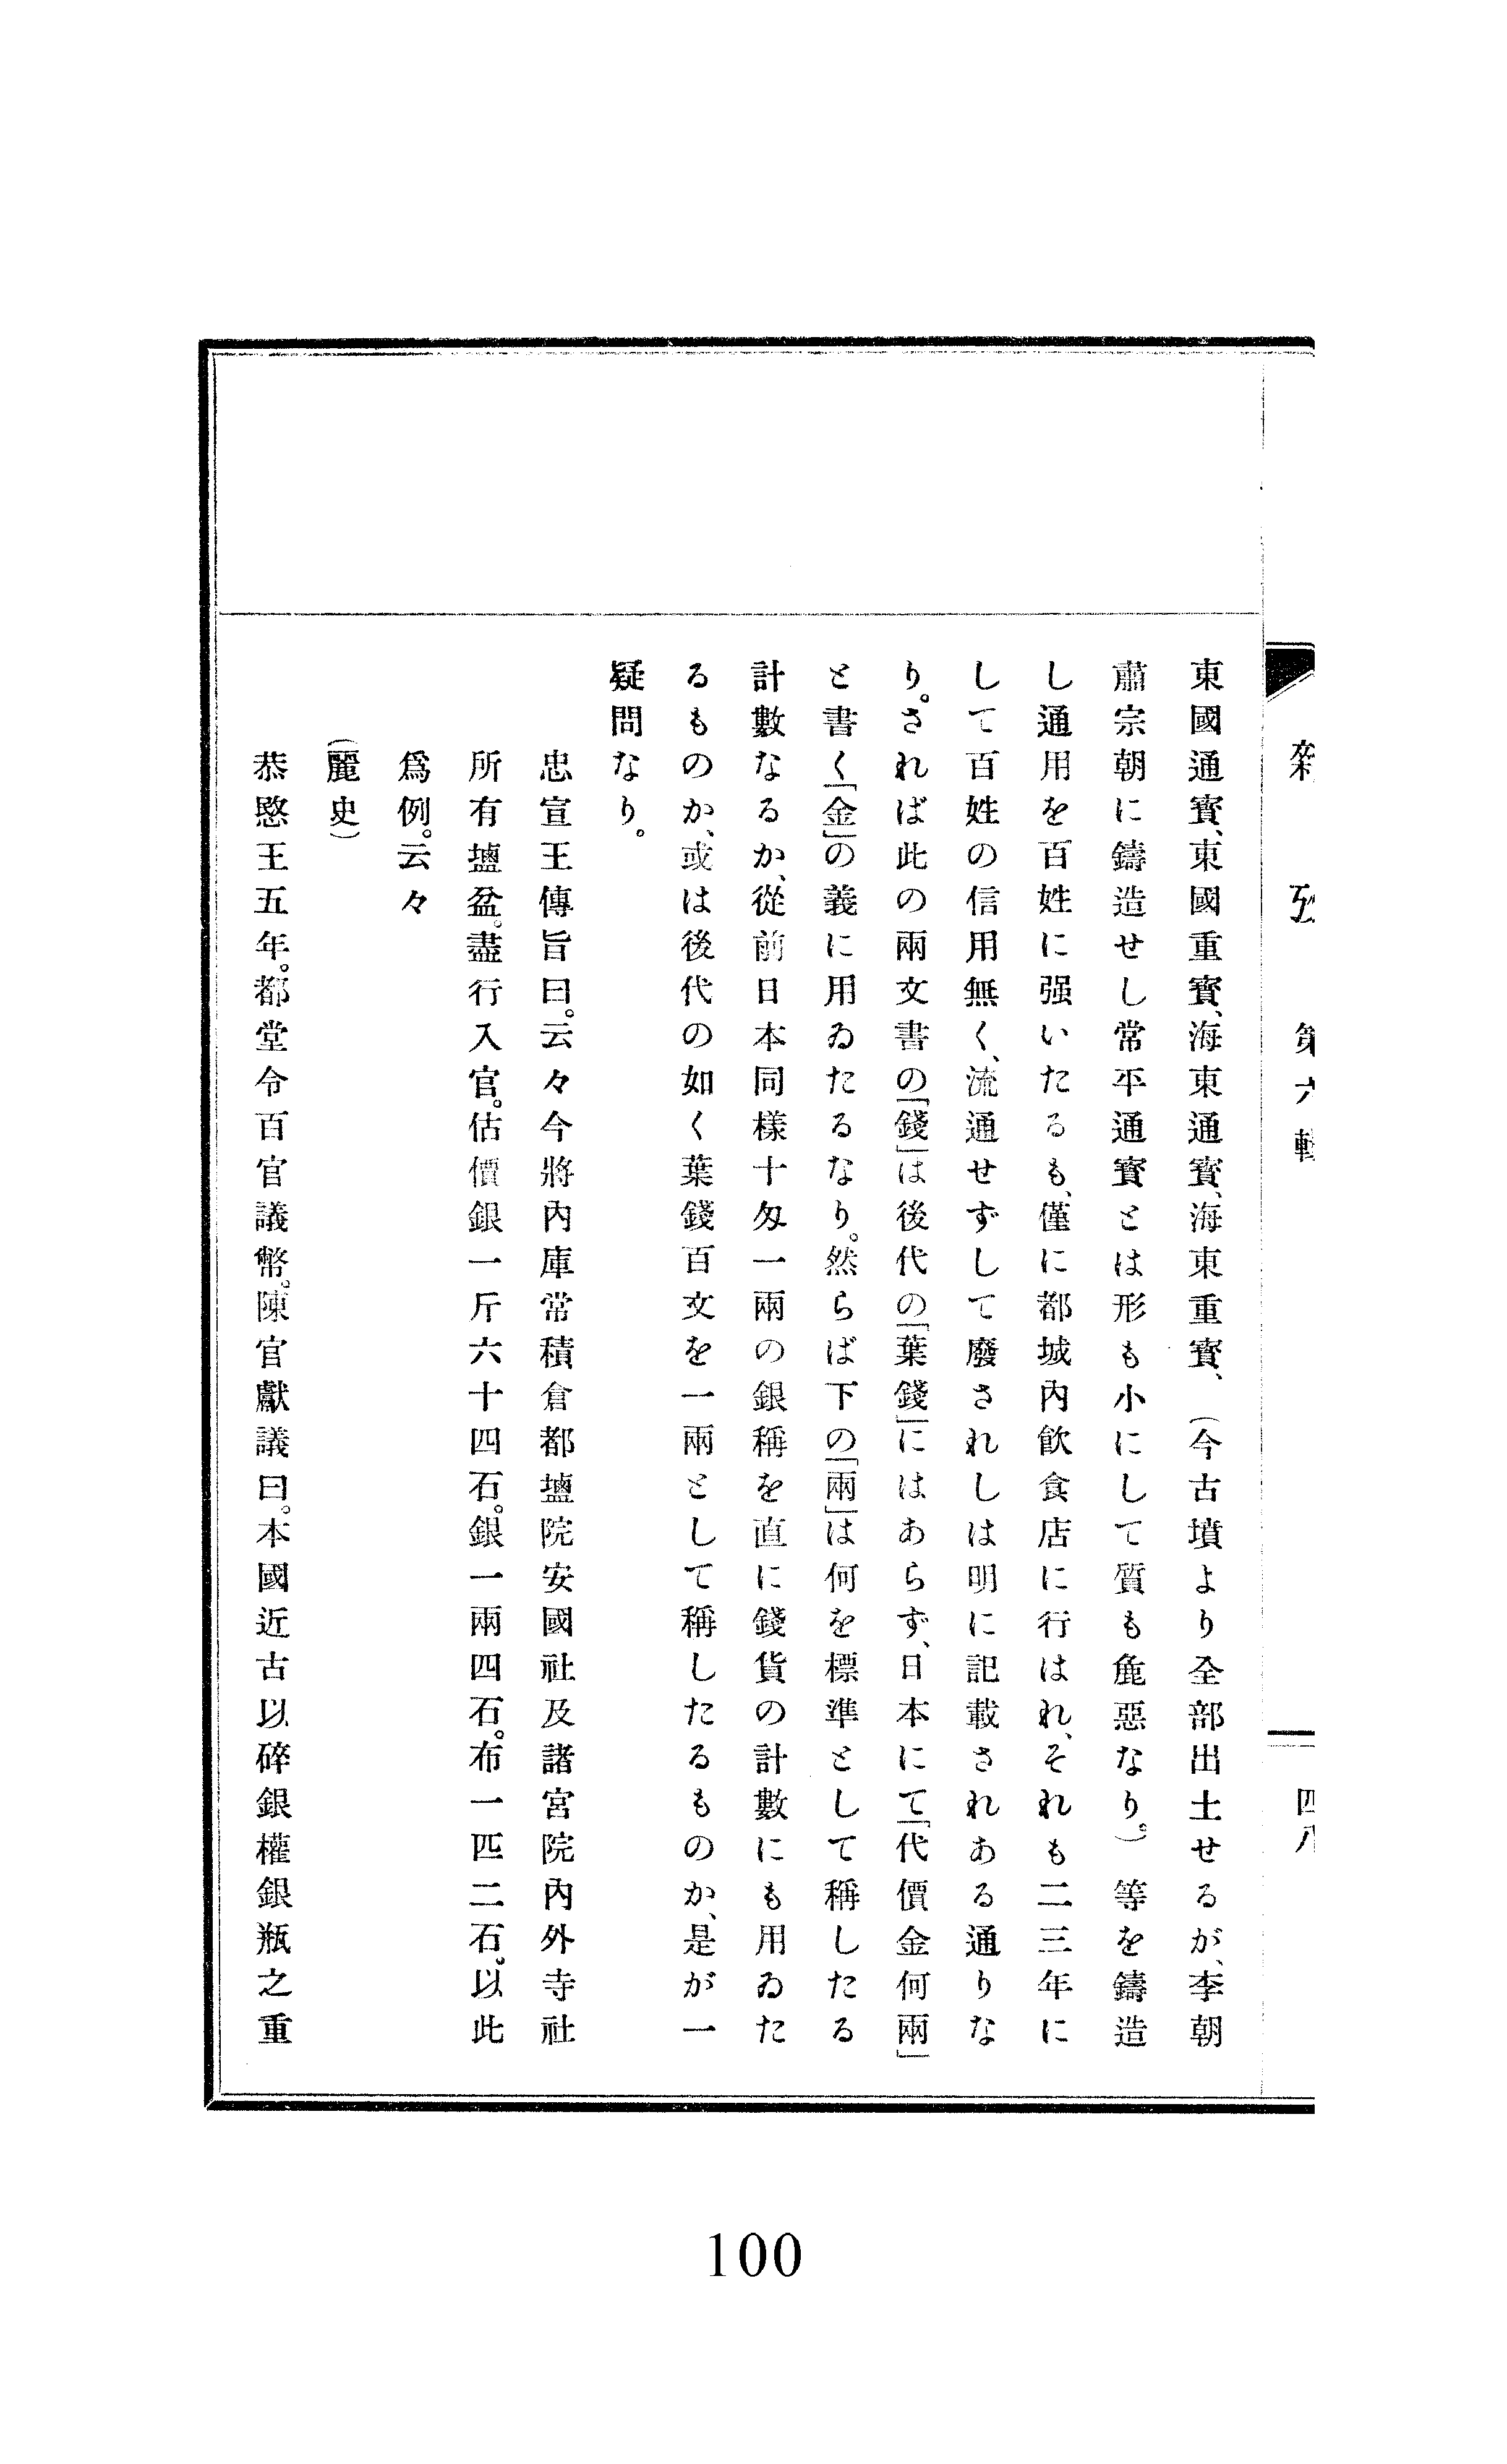 雜攷 第六輯 四八
東國通寳、東國重寳、海東通寳、海東重寳、(今古墳より全部出土せるが、李朝
肅宗朝に鑄造せし常平通寳とは形も小にして質も麁惡なり。)等を鑄造
し通用を百姓に强いたるも、僅に都城內飮食店に行はれ、それも二三年に
して百姓の信用無く、流通せずして廢されしは明に記載されある通りな
り。されば此の兩文書の「錢」は後代の「葉錢」にはあらず、日本にて「代價金何兩」
と書く「金」の義に用ゐたるなり。然らば下の「兩」は何を標準として稱したる
計數なるか、從前日本同樣十匁一兩の銀稱を直に錢貨の計數にも用ゐた
るものか、或は後代の如く葉錢百文を一兩として稱したるものか、是が一
疑問なり。
忠宣王傳旨曰。云々今將內庫常積倉都塩院安國社及諸宮院內外寺社
所有塩盆。盡行入官。估價銀一斤六十四石。銀一兩四石。布一匹二石。以此
爲例。云々
(麗史)
恭愍王五年。都堂令百官議幣。陳官獻議曰。本國近古以碎銀權銀瓶之重
100